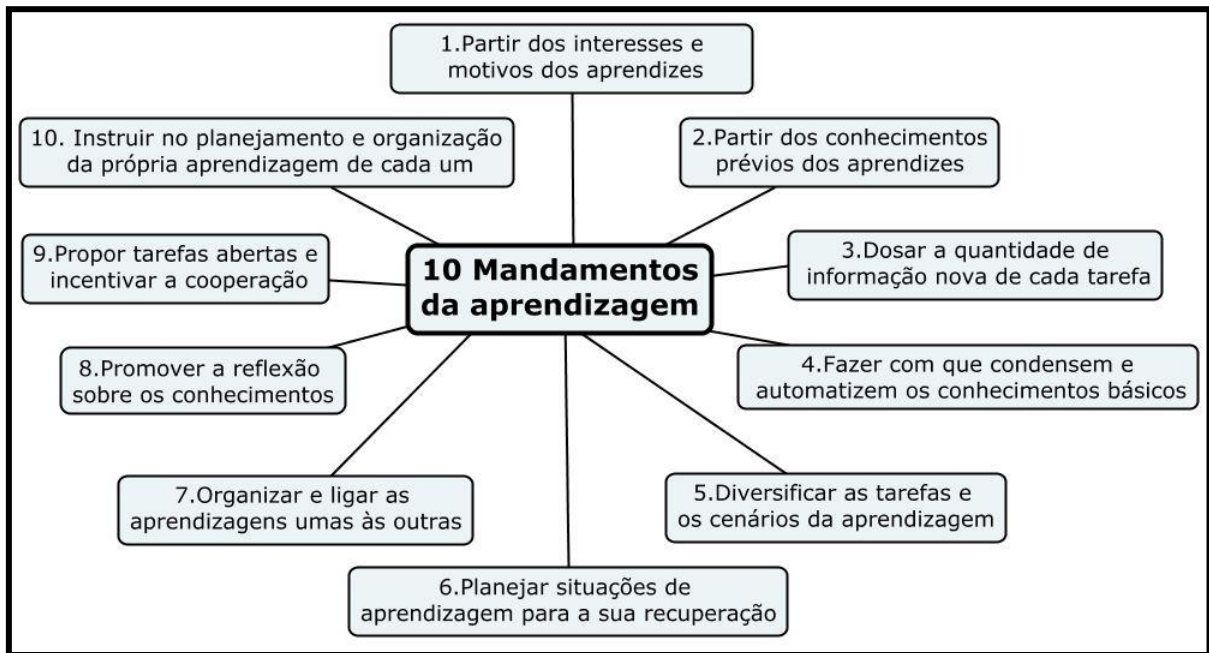 10 Mandamentos
da aprendizagem
1.Partir dos interesses e
motivos dos aprendizes
2.Partir dos conhecimentos
prévios dos aprendizes
3.Dosar a quantidade de
informação nova de cada tarefa
4.Fazer com que condensem e
automatizem os conhecimentos básicos
5.Diversificar as tarefas e
os cenários da aprendizagem
6.Planejar situações de
aprendizagem para a sua recuperação
7.Organizar e ligar as
aprendizagens umas às outras
8.Promover a reflexão
sobre os conhecimentos
9.Propor tarefas abertas e
incentivar a cooperação
10. Instruir no planejamento e organização
da própria aprendizagem de cada um